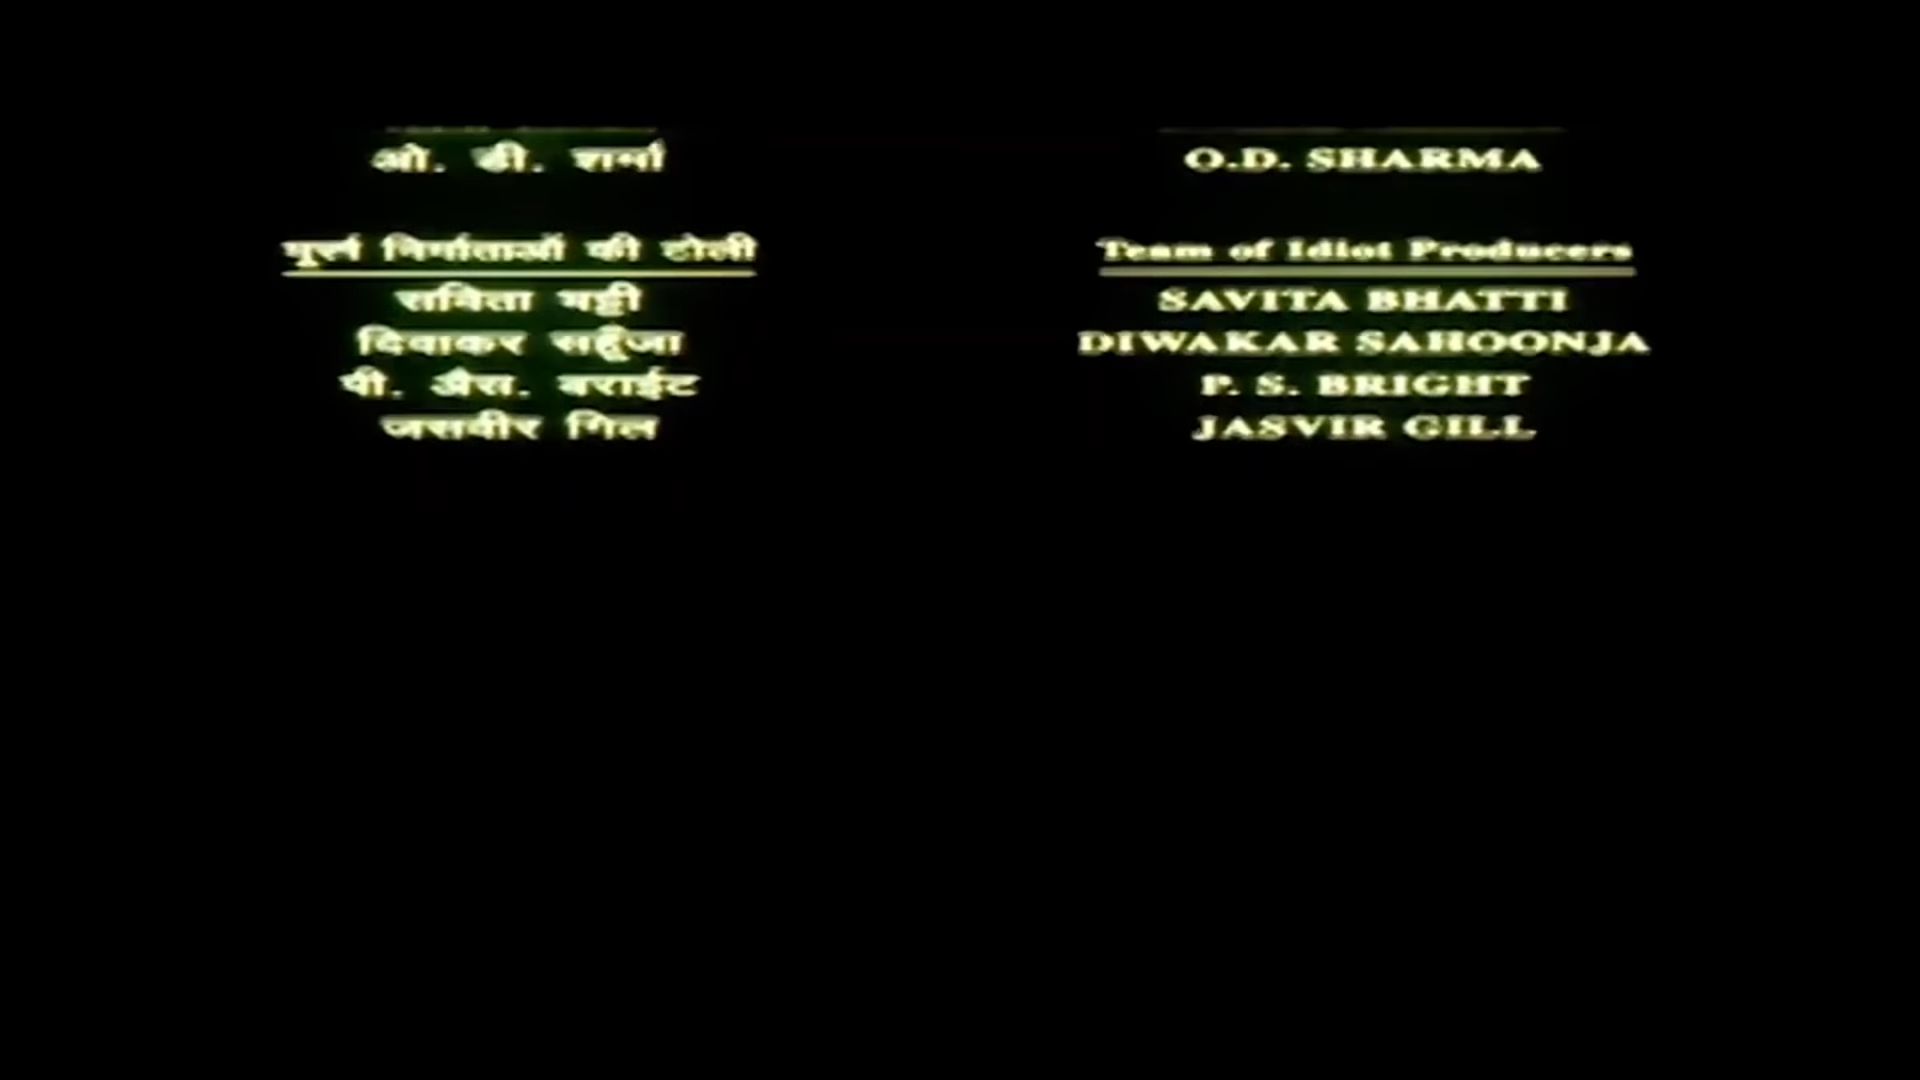 ओ. डी. शर्मा
मूर्ख निर्माताओं की टोली
सविता भट्टी
दिवाकर सहूँजा
पी. अैस. बराईट
जसवीर गिल
O.D. SHARMA
Team of Idiot Producers
SAVITA BHATTI
DIWAKAR SAHOONJA
P. S. BRIGHT
JASVIR GILL